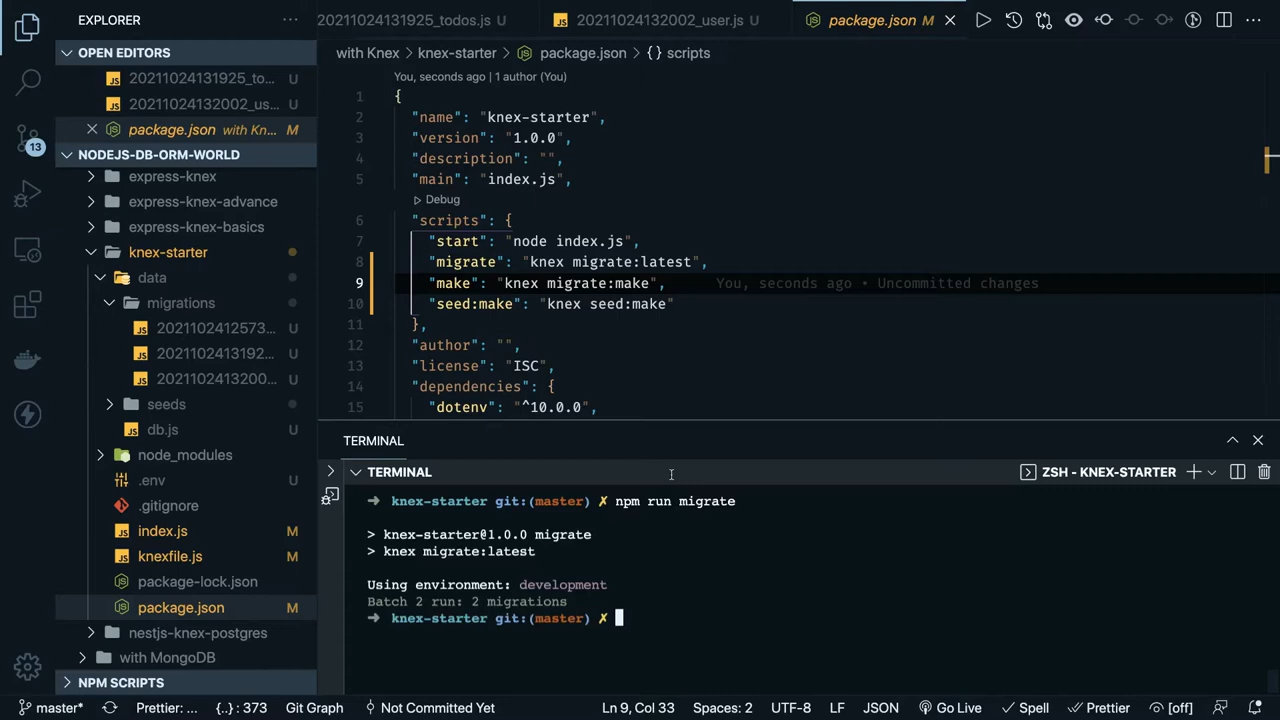 EXPLORER
20211024131925_todos.js U
20211024132002_user.js U
package.json M
OPEN EDITORS
20211024131925_to... U
20211024132002_us... U
package.json with Kn... M
13
NODEJS-DB-ORM-WORLD
express-knex
express-knex-advance
express-knex-basics
knex-starter
data
migrations
2021102412573... U
2021102413192... U
2021102413200... U
seeds
db.js U
node_modules
.env U
.gitignore
index.js M
knexfile.js M
package-lock.json
package.json M
nestjs-knex-postgres
with MongoDB
NPM SCRIPTS
with Knex > knex-starter > package.json > {} scripts
You, seconds ago | 1 author (You)
1 {
2 "name": "knex-starter",
3 "version": "1.0.0",
4 "description": "",
5 "main": "index.js",
Debug
6 "scripts": {
7 "start": "node index.js",
8 "migrate": "knex migrate:latest",
9 "make": "knex migrate:make", You, seconds ago • Uncommitted changes
10 "seed:make": "knex seed:make"
11 },
12 "author": "",
13 "license": "ISC",
14 "dependencies": {
15 "dotenv": "^10.0.0",
TERMINAL
TERMINAL
ZSH - KNEX-STARTER
➜ knex-starter git:(master) ✗ npm run migrate
> knex-starter@1.0.0 migrate
> knex migrate:latest
Using environment: development
Batch 2 run: 2 migrations
➜ knex-starter git:(master) ✗
master* Prettier: ... {..} : 373 Git Graph Not Committed Yet Ln 9, Col 33 Spaces: 2 UTF-8 LF JSON Go Live Spell Prettier [off]